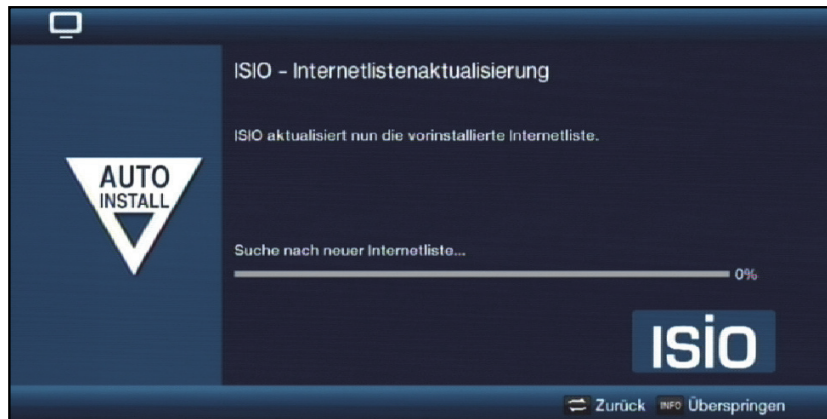 ISIO – Internetlistenaktualisierung
ISIO aktualisiert nun die vorinstallierte Internetliste.
AUTO
INSTALL
Suche nach neuer Internetliste...
0%
ISIO
Zurück INFO Überspringen